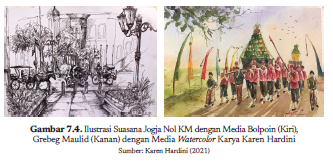 Gambar 7.4. Ilustrasi Suasana Jogja Nol KM dengan Media Bolpoin (Kiri),
Grebeg Maulid (Kanan) dengan Media Watercolor Karya Karen Hardini
Sumber: Karen Hardini (2021)